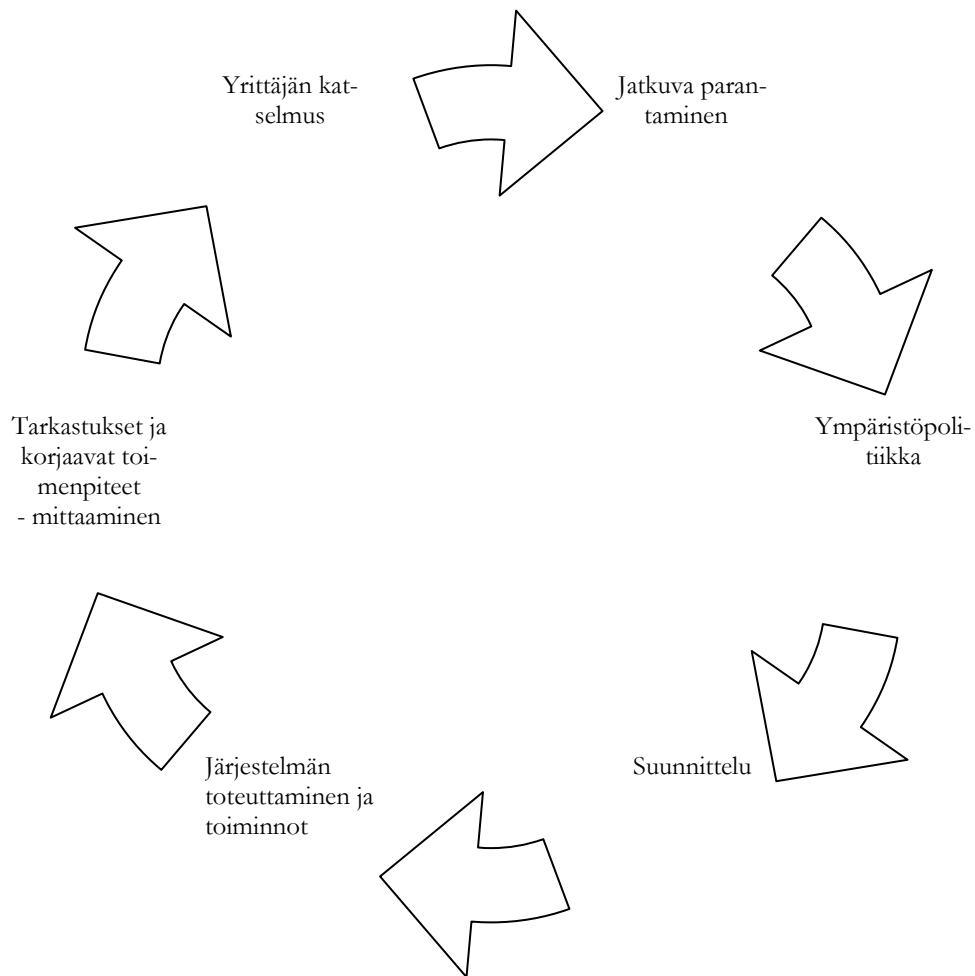 Yrittäjän kat-
selmus
Jatkuva paran-
taminen
Ympäristöpoli-
tiikka
Suunnittelu
Järjestelmän
toteuttaminen ja
toiminnot
Tarkastukset ja
korjaavat toi-
menpiteet
- mittaaminen